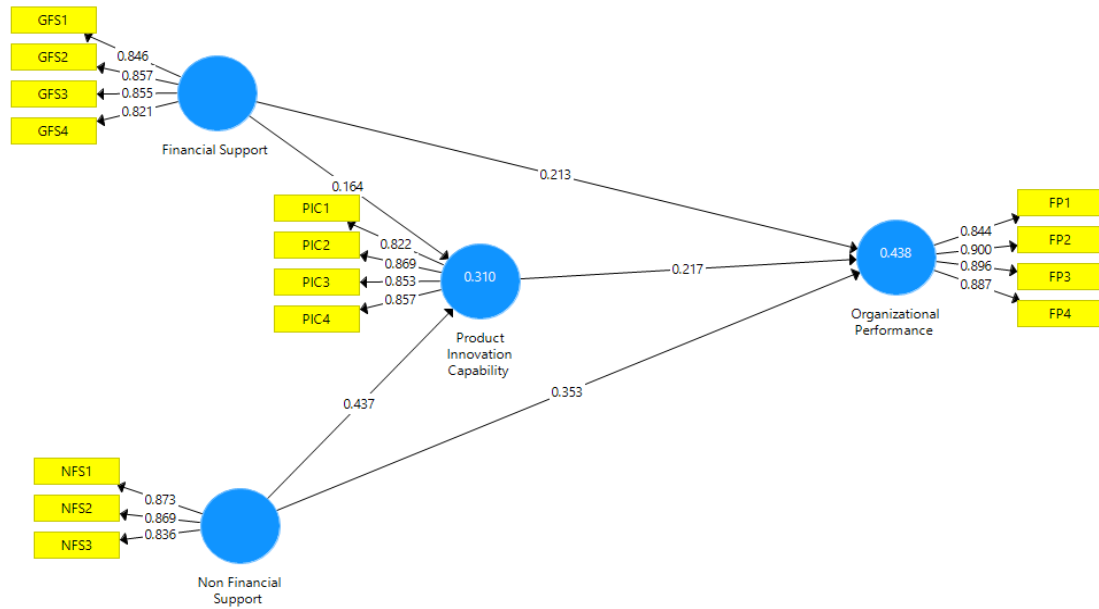 GFS1
GFS2
GFS3
GFS4
0.846
0.857
0.855
0.821
Financial Support
0.164
0.213
PIC1
PIC2
PIC3
PIC4
0.822
0.869
0.853
0.857
0.310
Product
Innovation
Capability
0.217
0.438
Organizational
Performance
0.844
0.900
0.896
0.887
FP1
FP2
FP3
FP4
0.437
0.353
NFS1
NFS2
NFS3
0.873
0.869
0.836
Non Financial
Support